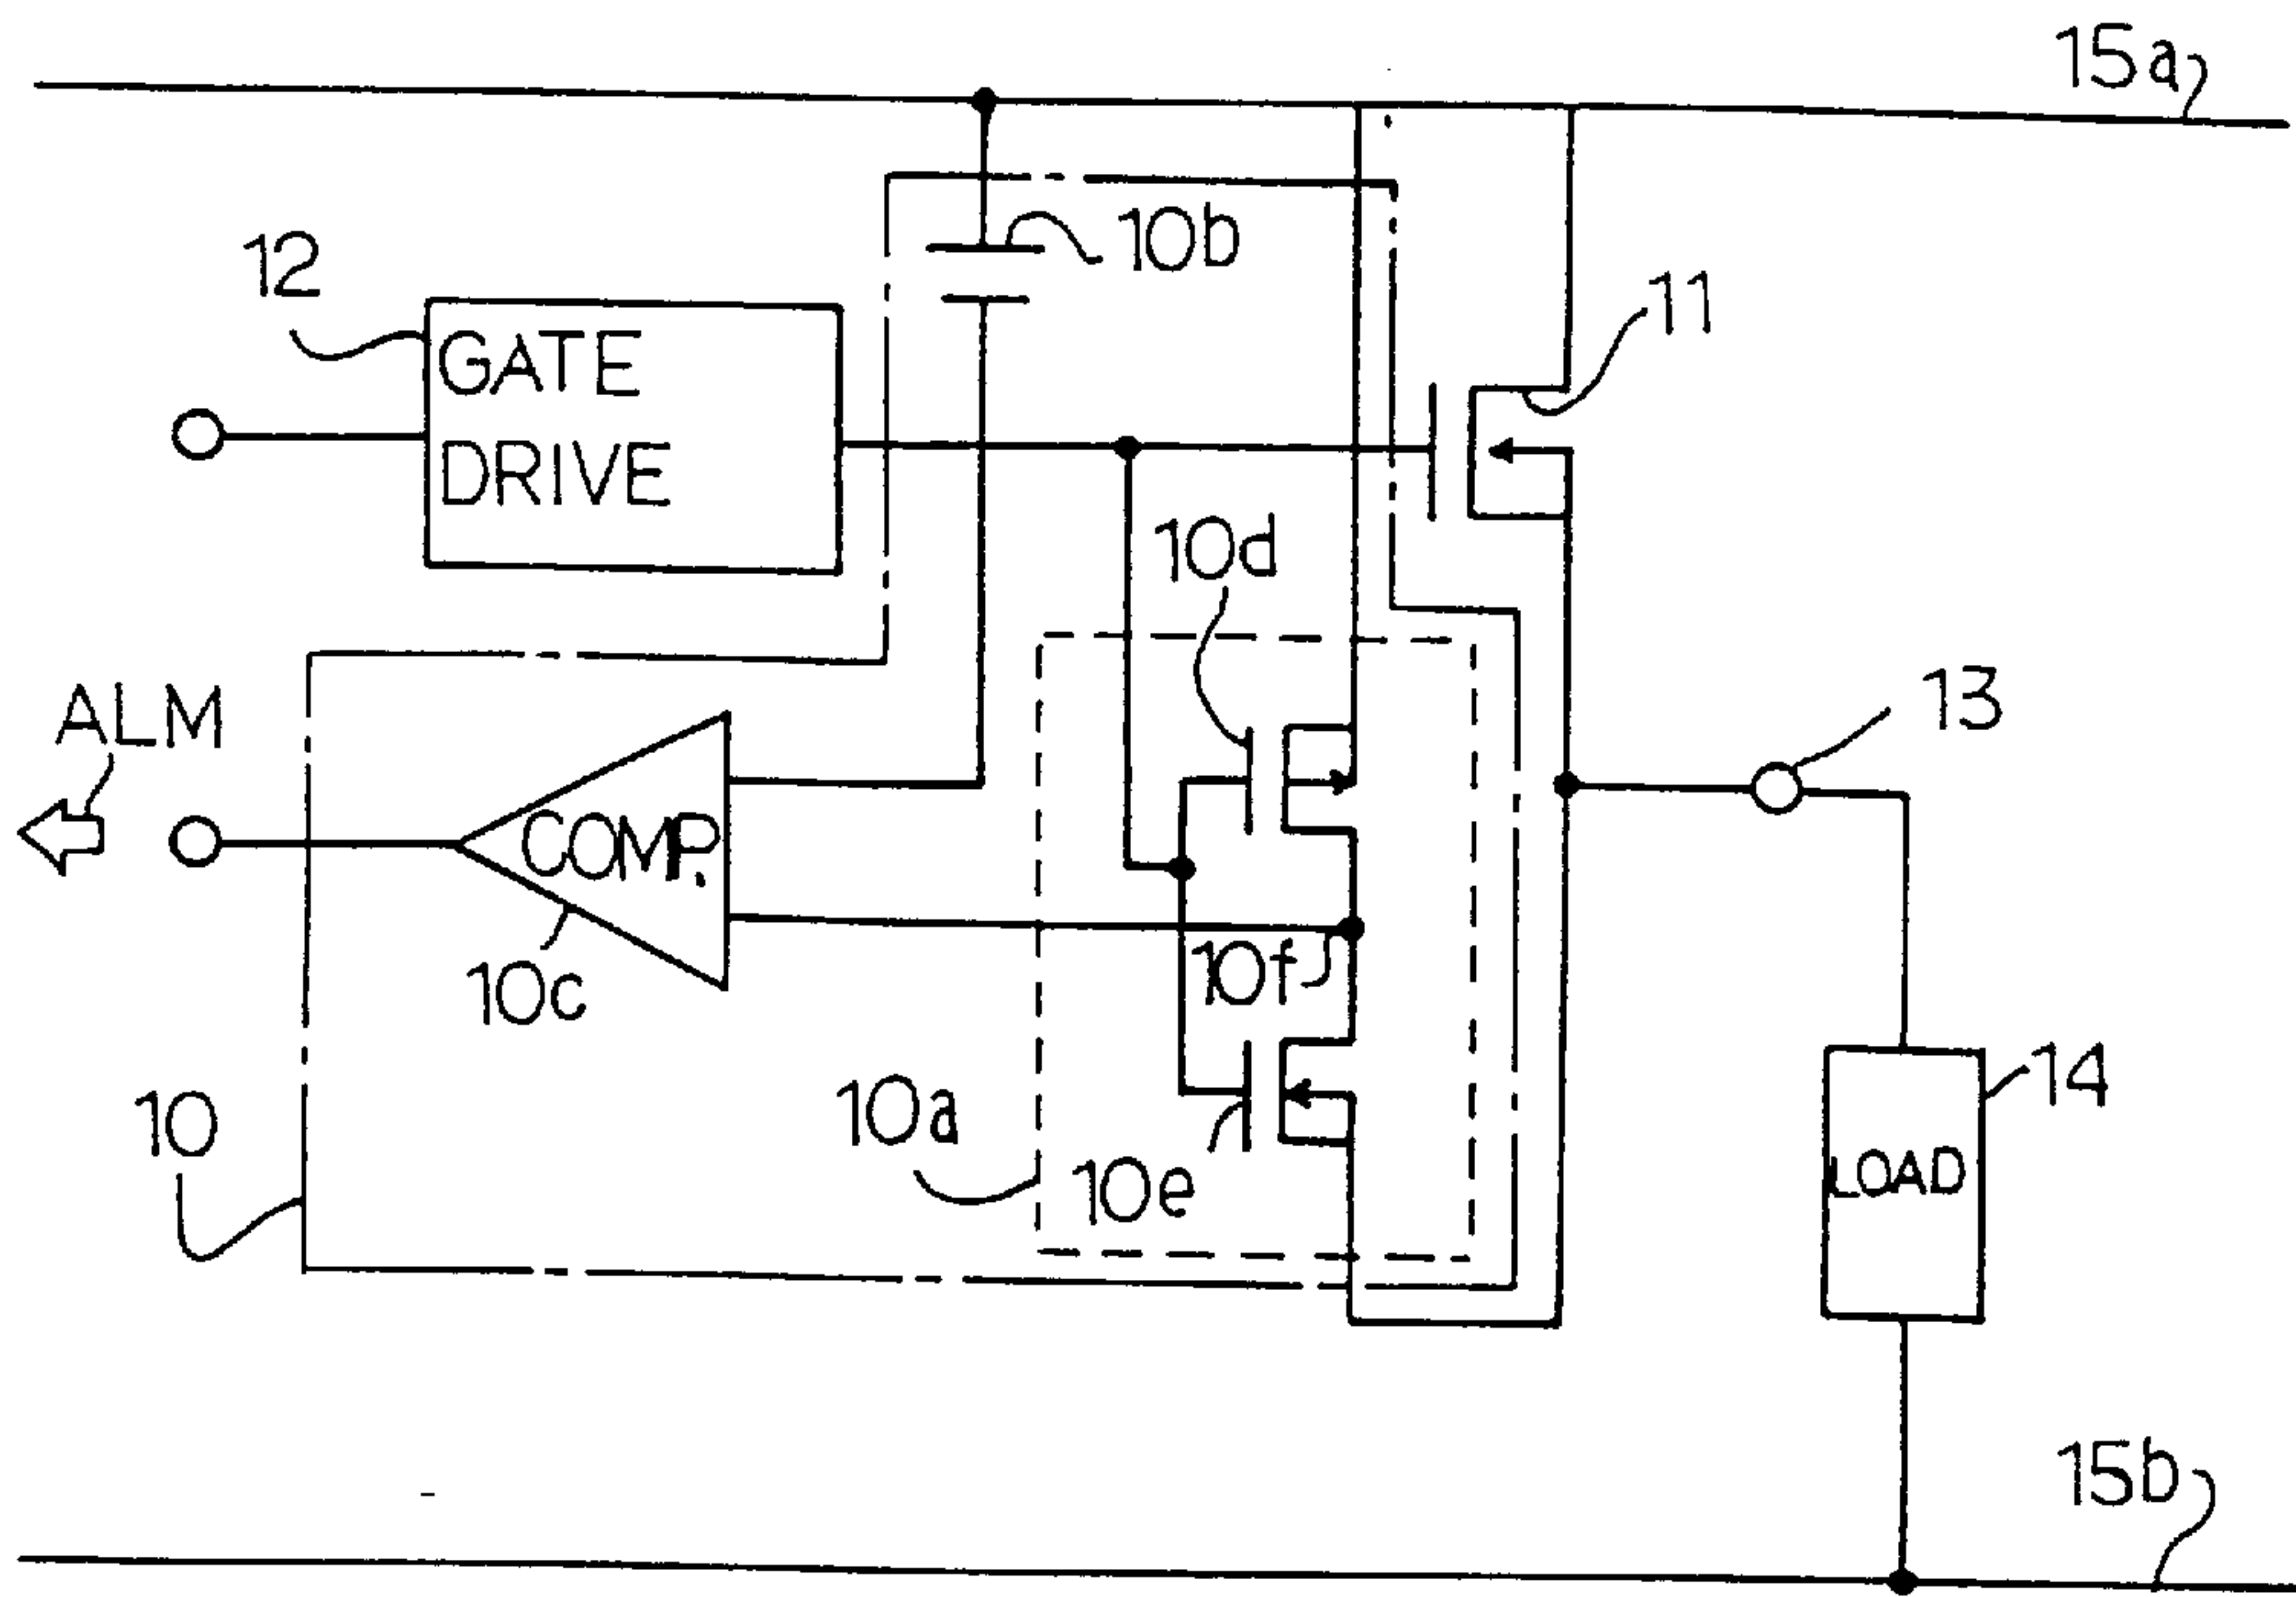 15a
10b
12
11
GATE
DRIVE
10d
13
ALM
COMP.
10f
10c
14
10a
10
10e
LOAD
15b